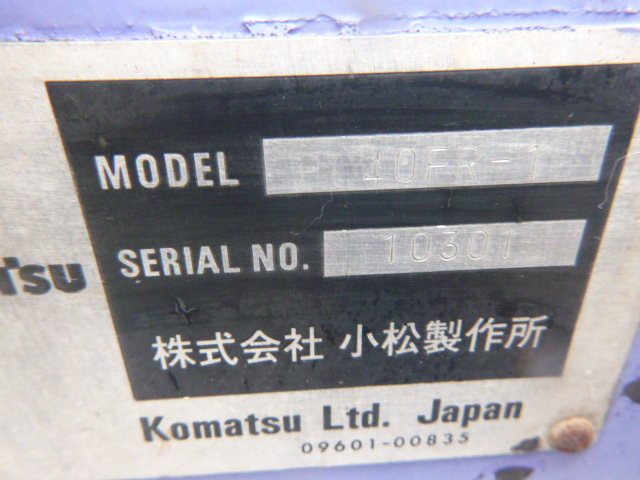 MODEL PC40FR-1
SERIAL NO. 10301
tsu
株式会社 小松製作所
Komatsu Ltd. Japan
09601-00835